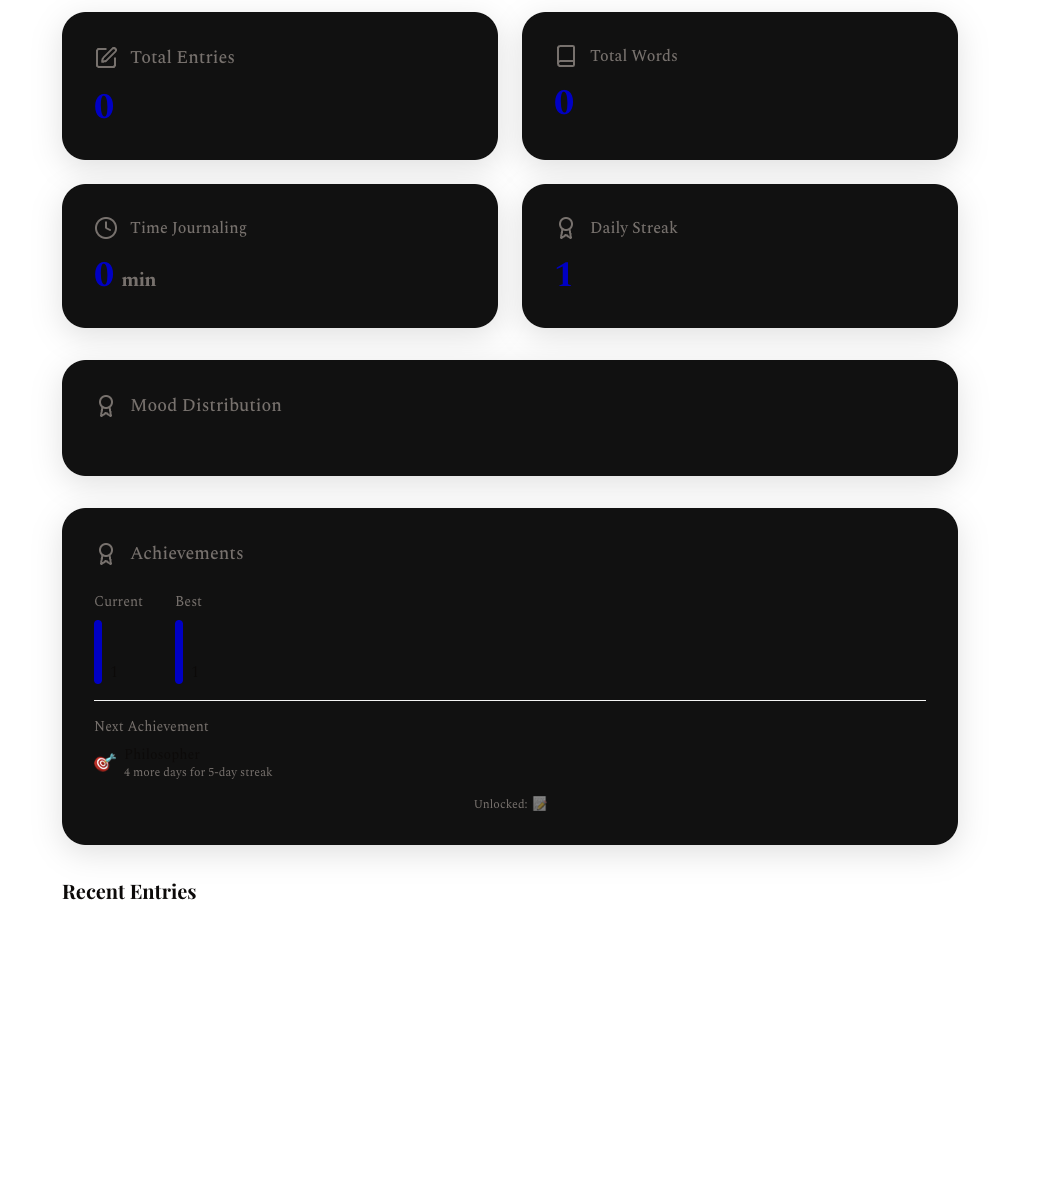 Total Entries
0
Total Words
0
Time Journaling
0 min
Daily Streak
1
Mood Distribution
Achievements
Current
Best
1
1
Next Achievement
Philosopher
4 more days for 5-day streak
Unlocked:
Recent Entries